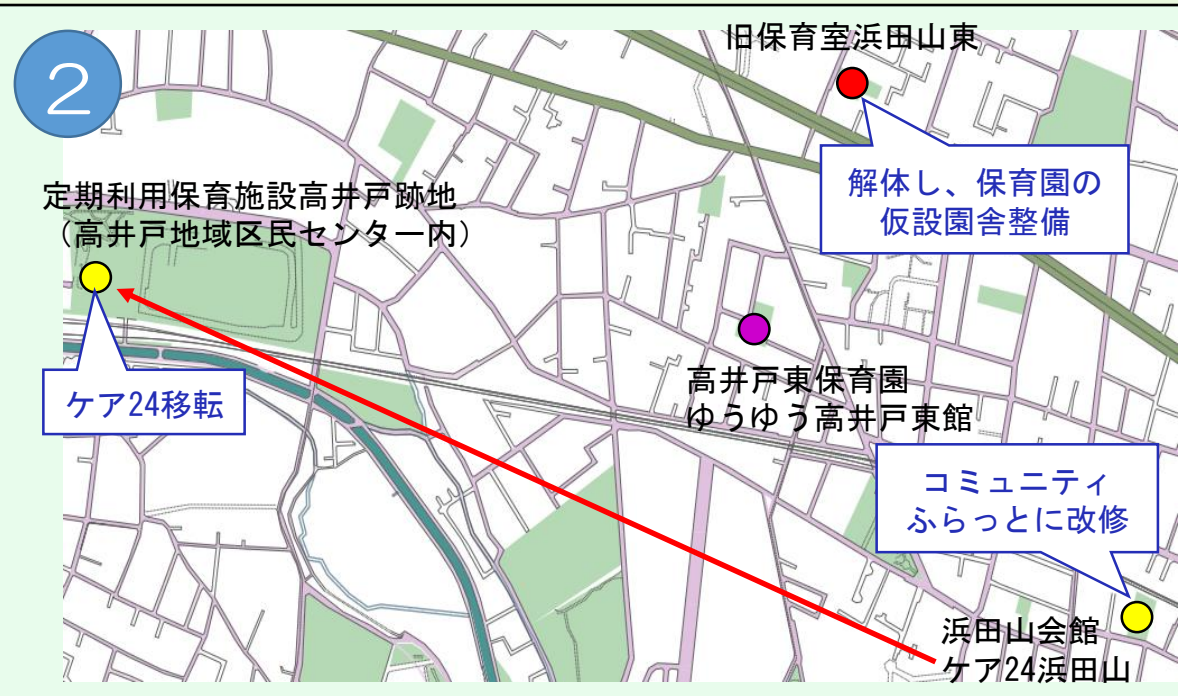 2
旧保育室浜田山東
解体し、保育園の
仮設園舎整備
定期利用保育施設高井戸跡地
(高井戸地域区民センター内)
ケア24移転
高井戸東保育園
ゆうゆう高井戸東館
コミュニティ
ふらっとに改修
浜田山会館
ケア24浜田山